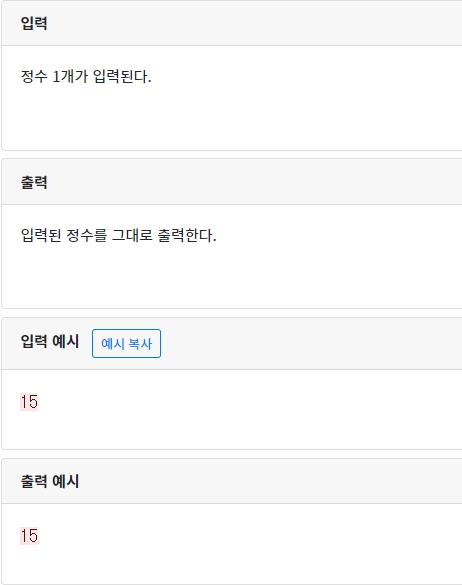 입력
정수 1개가 입력된다.
출력
입력된 정수를 그대로 출력한다.
입력 예시 예시 복사
15
출력 예시
15